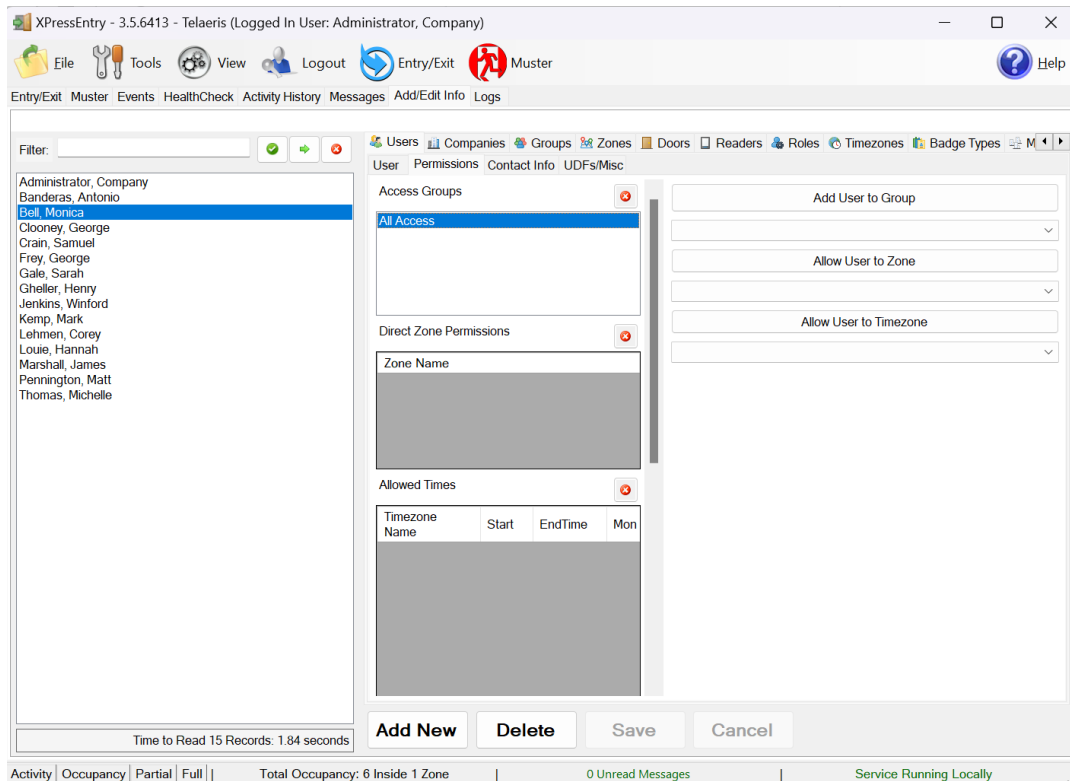 XPressEntry - 3.5.6413 - Telaeris (Logged In User: Administrator, Company)
File Tools View Logout Entry/Exit Muster Help
Entry/Exit Muster Events HealthCheck Activity History Messages Add/Edit Info Logs
Filter:
Administrator, Company
Banderas, Antonio
Bell, Monica
Clooney, George
Crain, Samuel
Frey, George
Gale, Sarah
Gheller, Henry
Jenkins, Winford
Kemp, Mark
Lehmen, Corey
Louie, Hannah
Marshall, James
Pennington, Matt
Thomas, Michelle
Time to Read 15 Records: 1.84 seconds
Users Companies Groups Zones Doors Readers Roles Timezones Badge Types M
User Permissions Contact Info UDFs/Misc
Access Groups
All Access
Direct Zone Permissions
Zone Name
Allowed Times
Timezone Name Start EndTime Mon
Add User to Group
Allow User to Zone
Allow User to Timezone
Add New Delete Save Cancel
Activity Occupancy Partial Full | Total Occupancy: 6 Inside 1 Zone | 0 Unread Messages | Service Running Locally